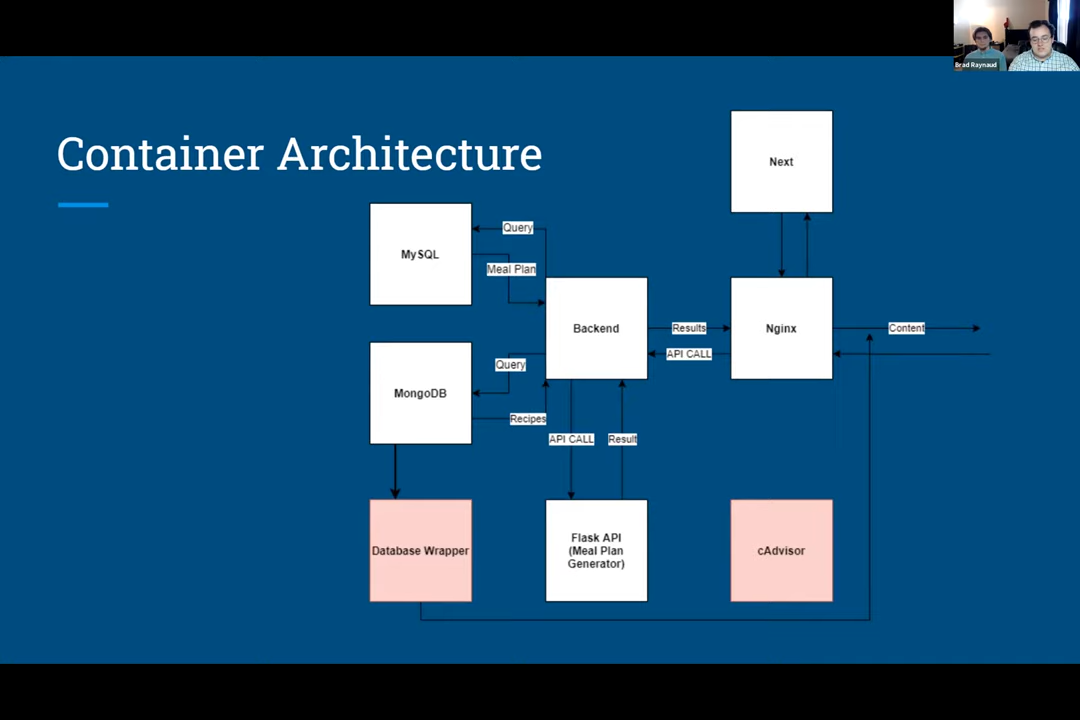 Brad Raynaud
Container Architecture
Next
MySQL
Query
Meal Plan
Backend
Results
API CALL
Nginx
Content
MongoDB
Query
Recipes
API CALL
Result
Database Wrapper
Flask API
(Meal Plan
Generator)
cAdvisor